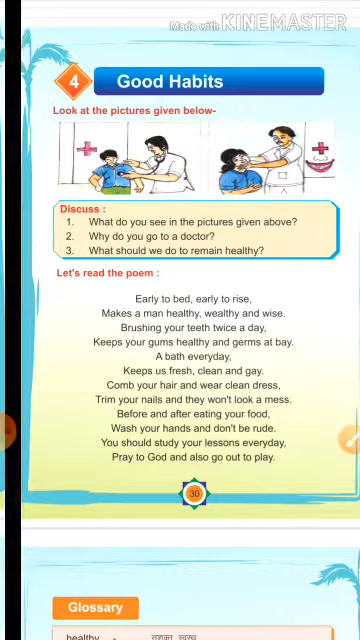 Made with KINEMASTER
4 Good Habits
Look at the pictures given below-
Discuss :
1. What do you see in the pictures given above?
2. Why do you go to a doctor?
3. What should we do to remain healthy?
Let's read the poem :
Early to bed, early to rise,
Makes a man healthy, wealthy and wise.
Brushing your teeth twice a day,
Keeps your gums healthy and germs at bay.
A bath everyday,
Keeps us fresh, clean and gay.
Comb your hair and wear clean dress,
Trim your nails and they won't look a mess.
Before and after eating your food,
Wash your hands and don't be rude.
You should study your lessons everyday,
Pray to God and also go out to play.
30
Glossary
healthy - सशक्त स्वस्थ